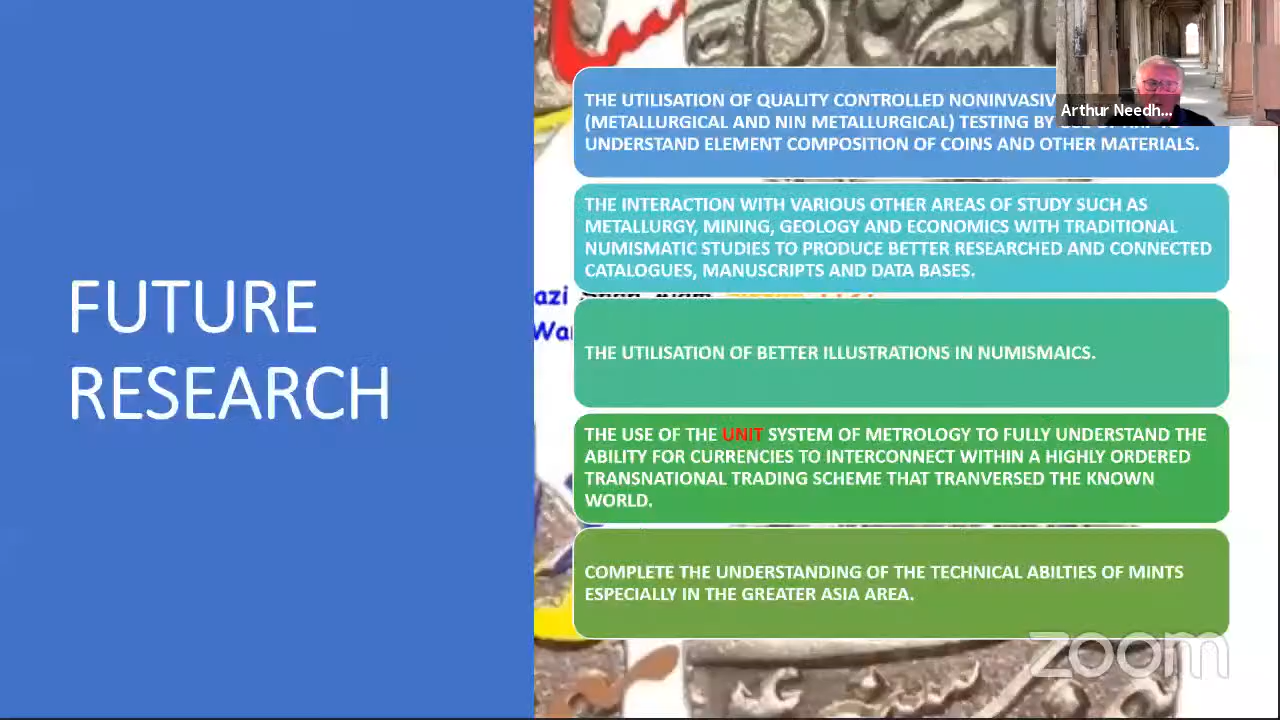 FUTURE
RESEARCH
THE UTILISATION OF QUALITY CONTROLLED NONINVASIV
(METALLURGICAL AND NIN METALLURGICAL) TESTING BY
UNDERSTAND ELEMENT COMPOSITION OF COINS AND OTHER MATERIALS.
THE INTERACTION WITH VARIOUS OTHER AREAS OF STUDY SUCH AS
METALLURGY, MINING, GEOLOGY AND ECONOMICS WITH TRADITIONAL
NUMISMATIC STUDIES TO PRODUCE BETTER RESEARCHED AND CONNECTED
CATALOGUES, MANUSCRIPTS AND DATA BASES.
azi
THE UTILISATION OF BETTER ILLUSTRATIONS IN NUMISMAICS.
THE USE OF THE UNIT SYSTEM OF METROLOGY TO FULLY UNDERSTAND THE
ABILITY FOR CURRENCIES TO INTERCONNECT WITHIN A HIGHLY ORDERED
TRANSNATIONAL TRADING SCHEME THAT TRANVERSED THE KNOWN
WORLD.
COMPLETE THE UNDERSTANDING OF THE TECHNICAL ABILTIES OF MINTS
ESPECIALLY IN THE GREATER ASIA AREA.
Arthur Needh...
zoom